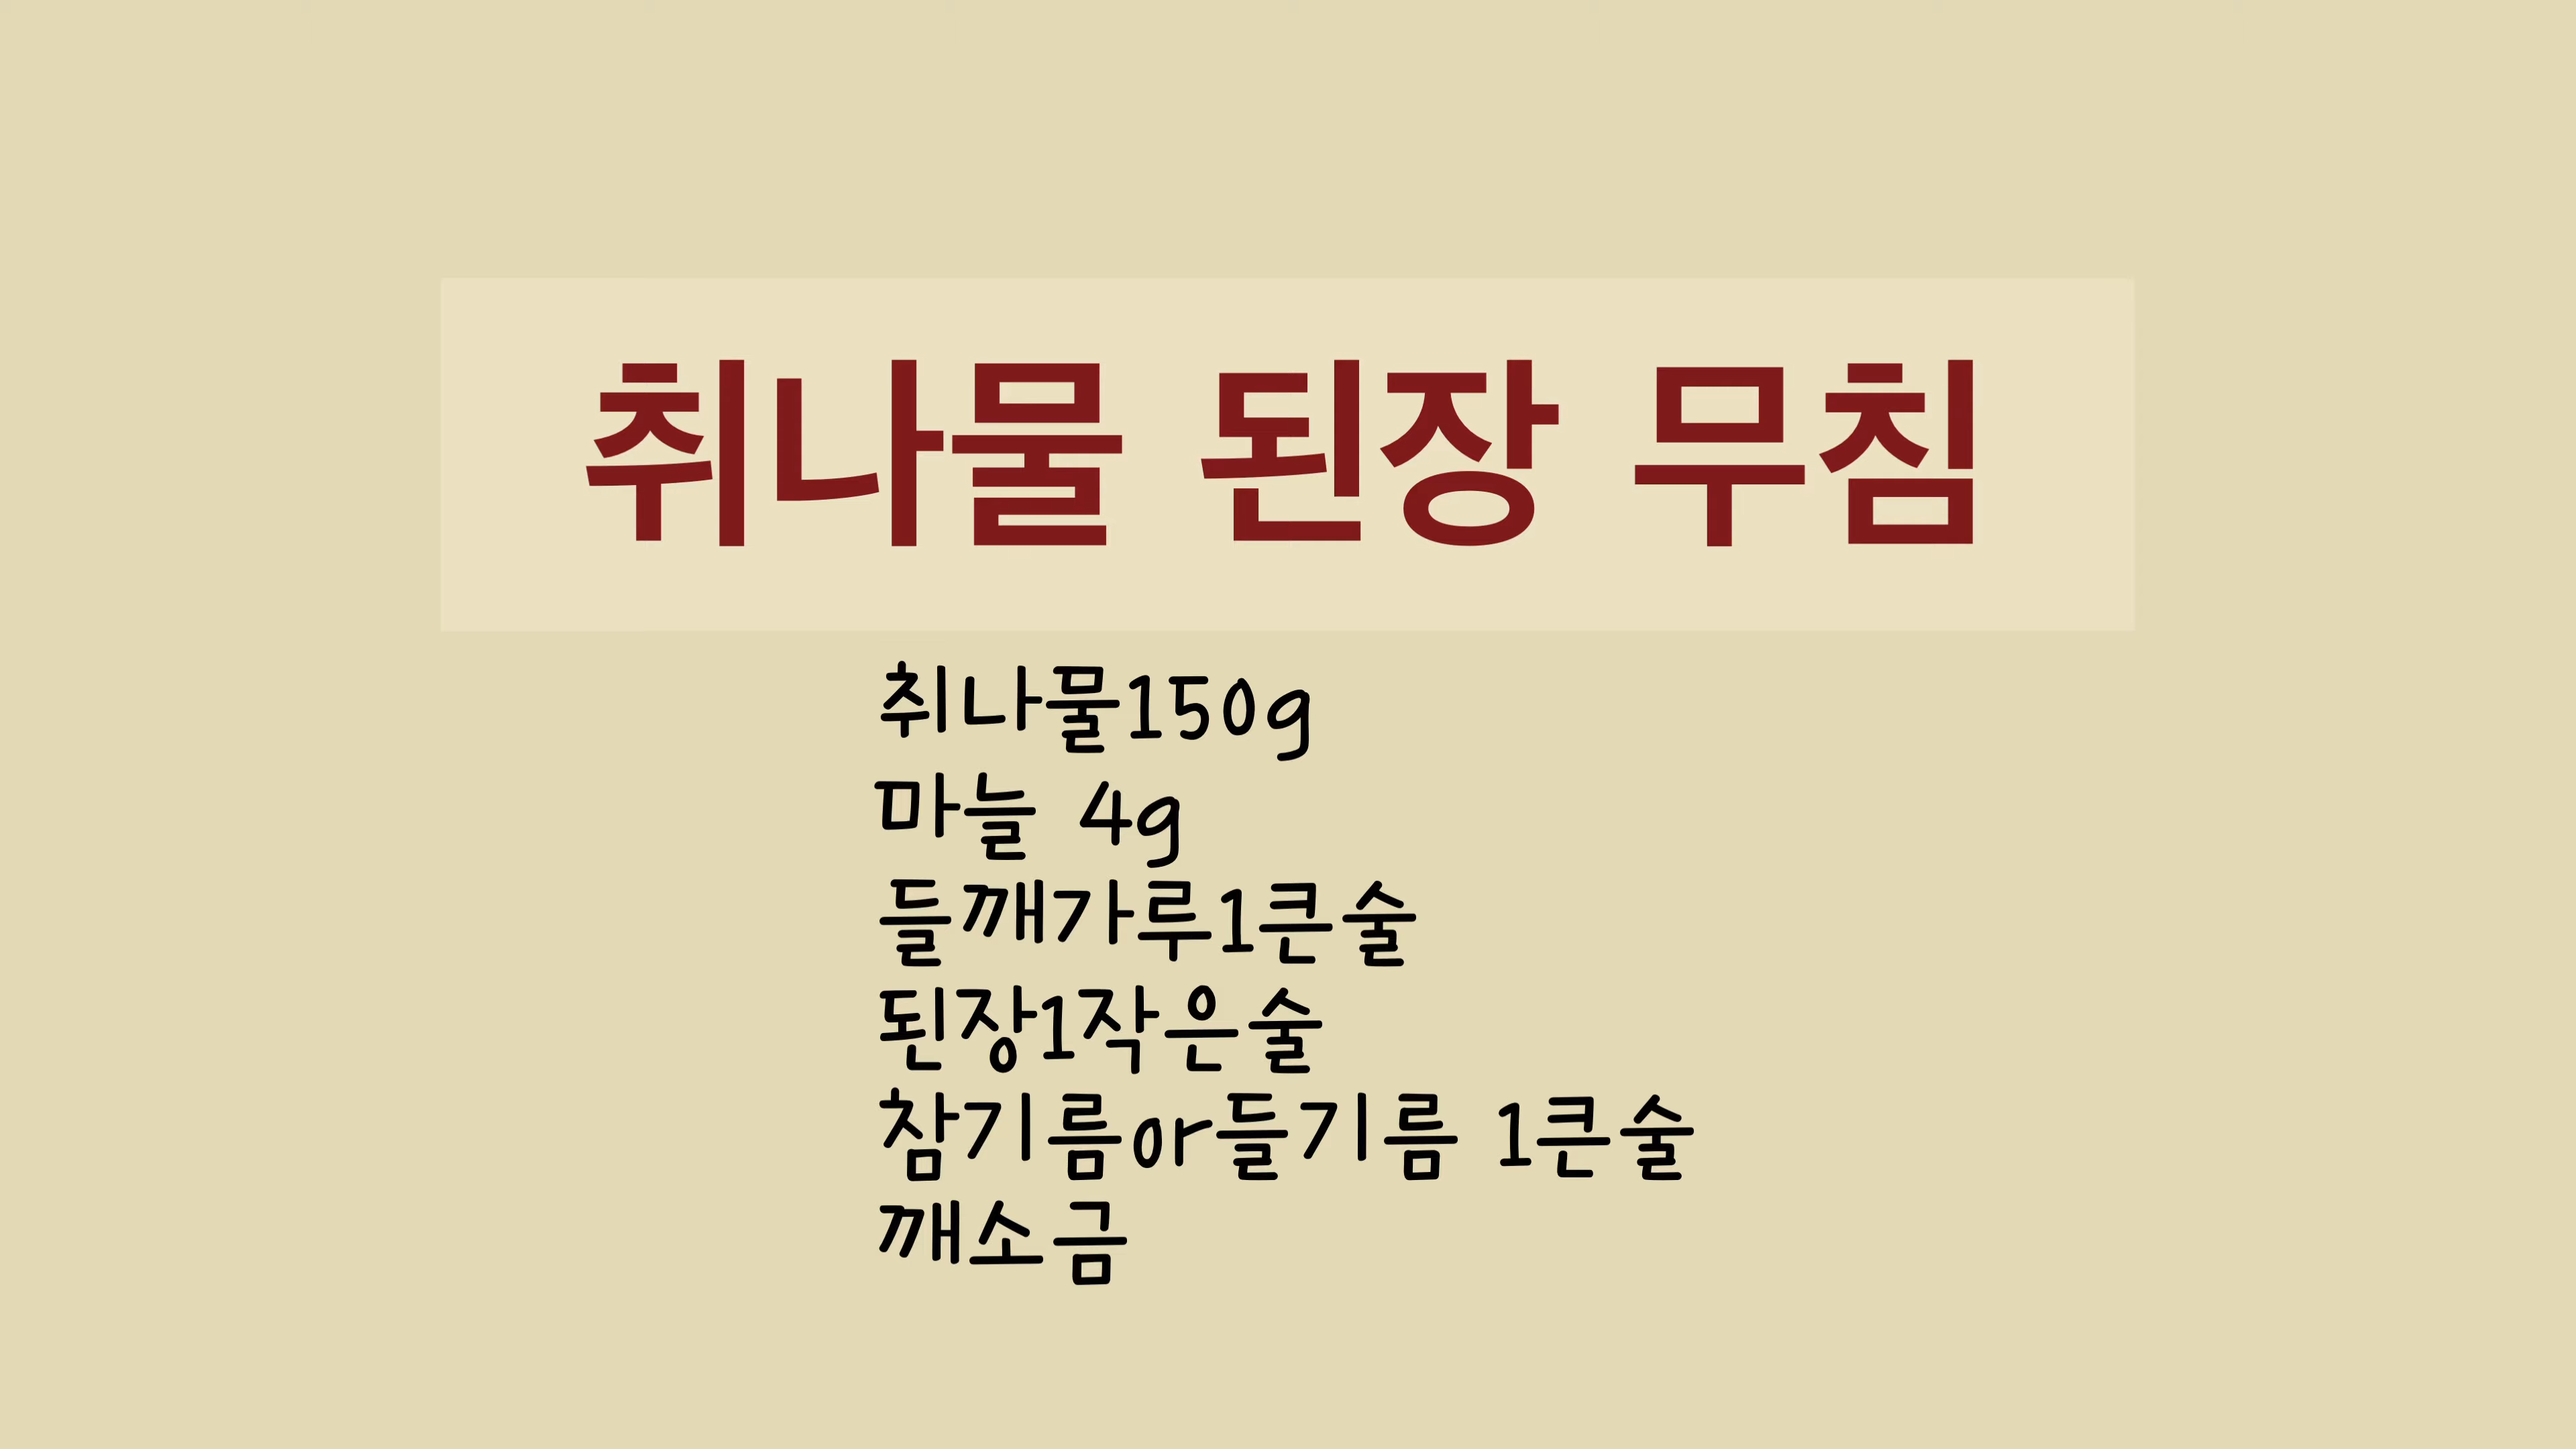 취나물 된장 무침
취나물150g
마늘 4g
들깨가루1큰술
된장1작은술
참기름or들기름 1큰술
깨소금